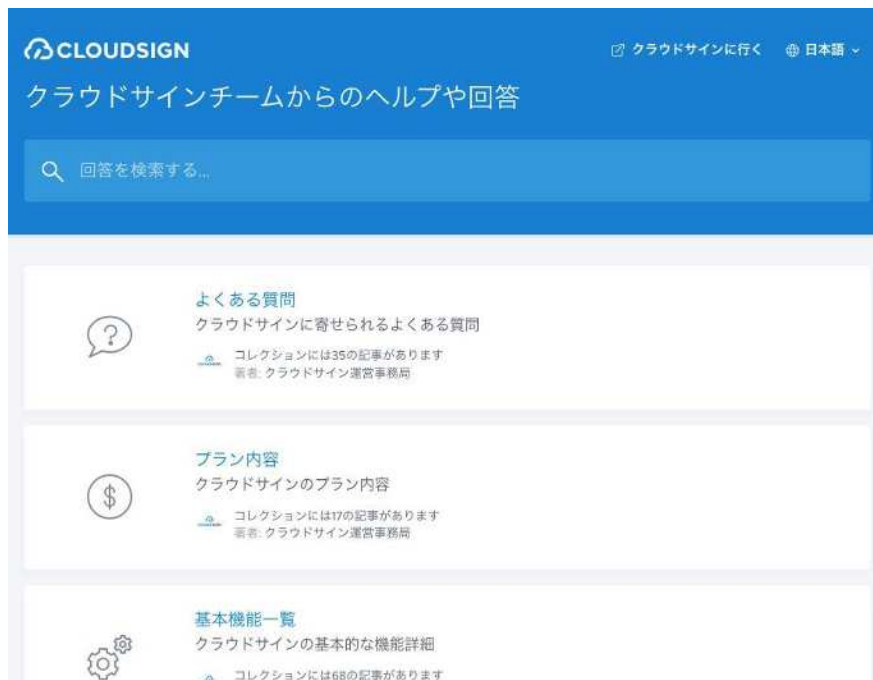 CLOUDSIGN
クラウドサインに行く 日本語
クラウドサインチームからのヘルプや回答
回答を検索する...
よくある質問
クラウドサインに寄せられるよくある質問
コレクションには35の記事があります
著者: クラウドサイン運営事務局
プラン内容
クラウドサインのプラン内容
コレクションには17の記事があります
著者: クラウドサイン運営事務局
基本機能一覧
クラウドサインの基本的な機能詳細
コレクションには68の記事があります